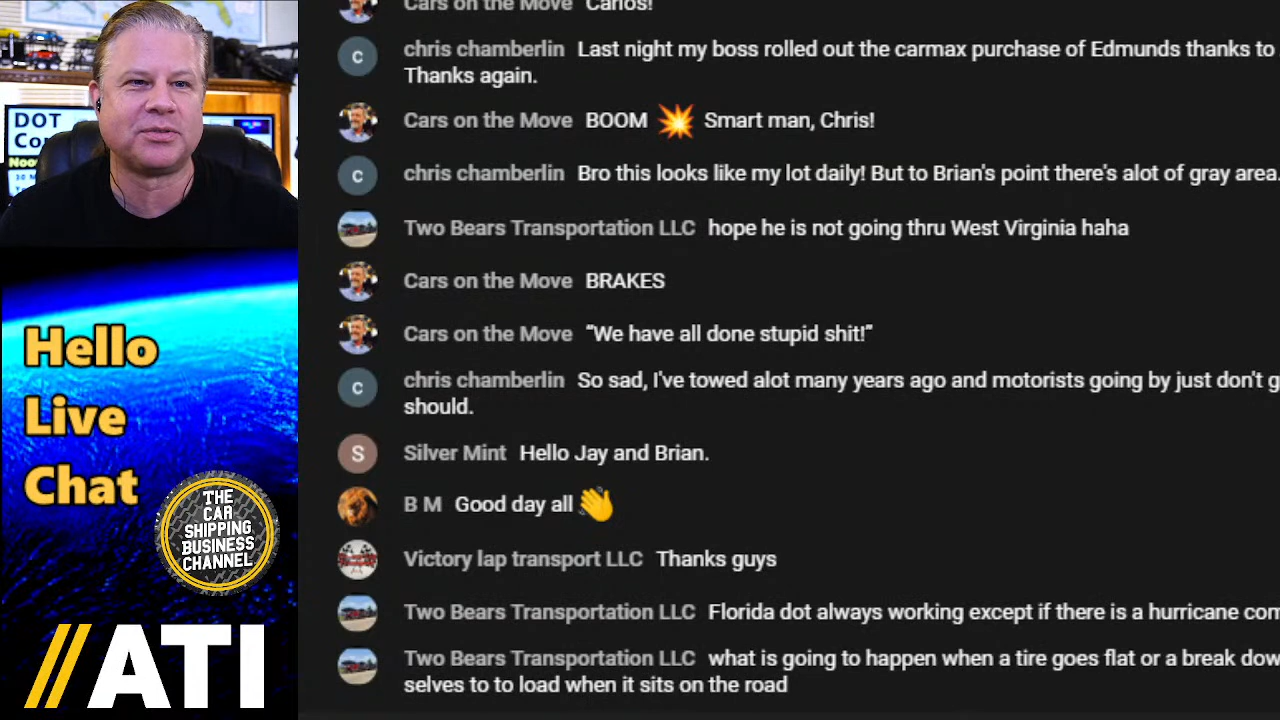 Cars on the Move Carlos!
chris chamberlin Last night my boss rolled out the carmax purchase of Edmunds thanks to
Thanks again.
Cars on the Move BOOM 💥 Smart man, Chris!
chris chamberlin Bro this looks like my lot daily! But to Brian's point there's alot of gray area.
Two Bears Transportation LLC hope he is not going thru West Virginia haha
Cars on the Move BRAKES
Cars on the Move “We have all done stupid shit!”
chris chamberlin So sad, I've towed alot many years ago and motorists going by just don't g
should.
Silver Mint Hello Jay and Brian.
B M Good day all 👋
Victory lap transport LLC Thanks guys
Two Bears Transportation LLC Florida dot always working except if there is a hurricane com
Two Bears Transportation LLC what is going to happen when a tire goes flat or a break dow
selves to to load when it sits on the road
DOT
Hello
Live
Chat
THE
CAR
SHIPPING
BUSINESS
CHANNEL
//ATI